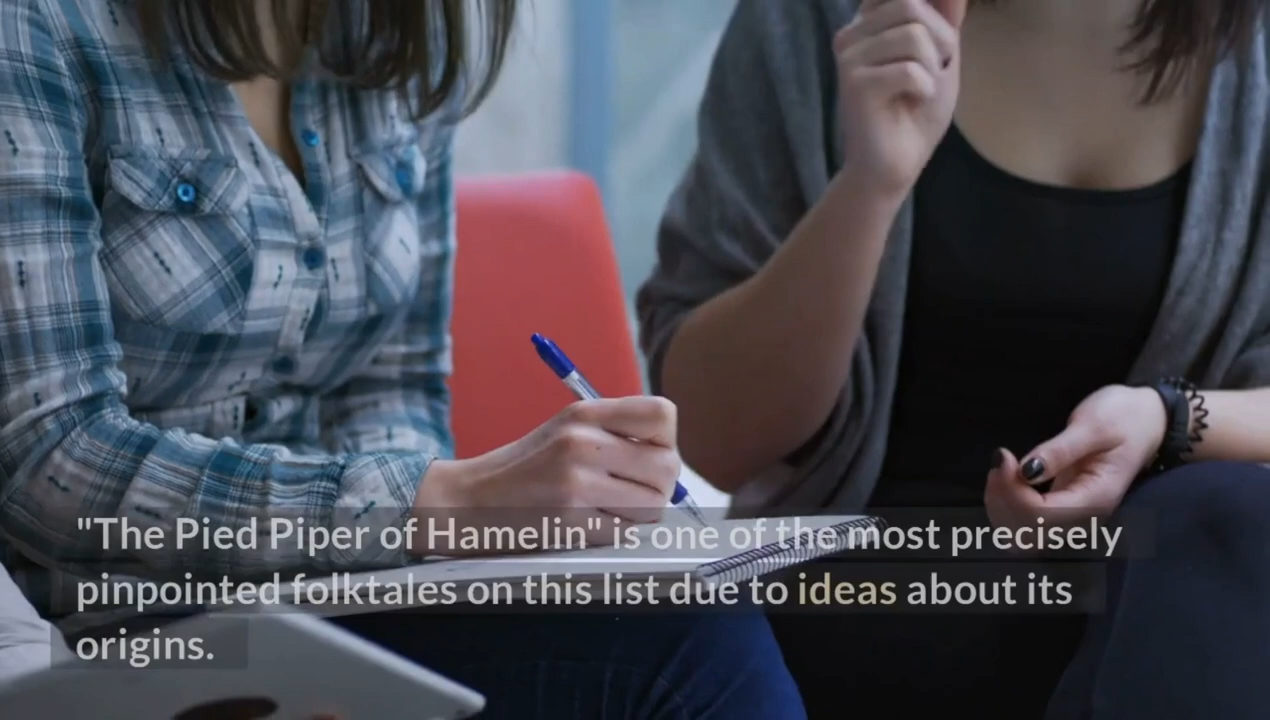 "The Pied Piper of Hamelin" is one of the most precisely
pinpointed folktales on this list due to ideas about its
origins.